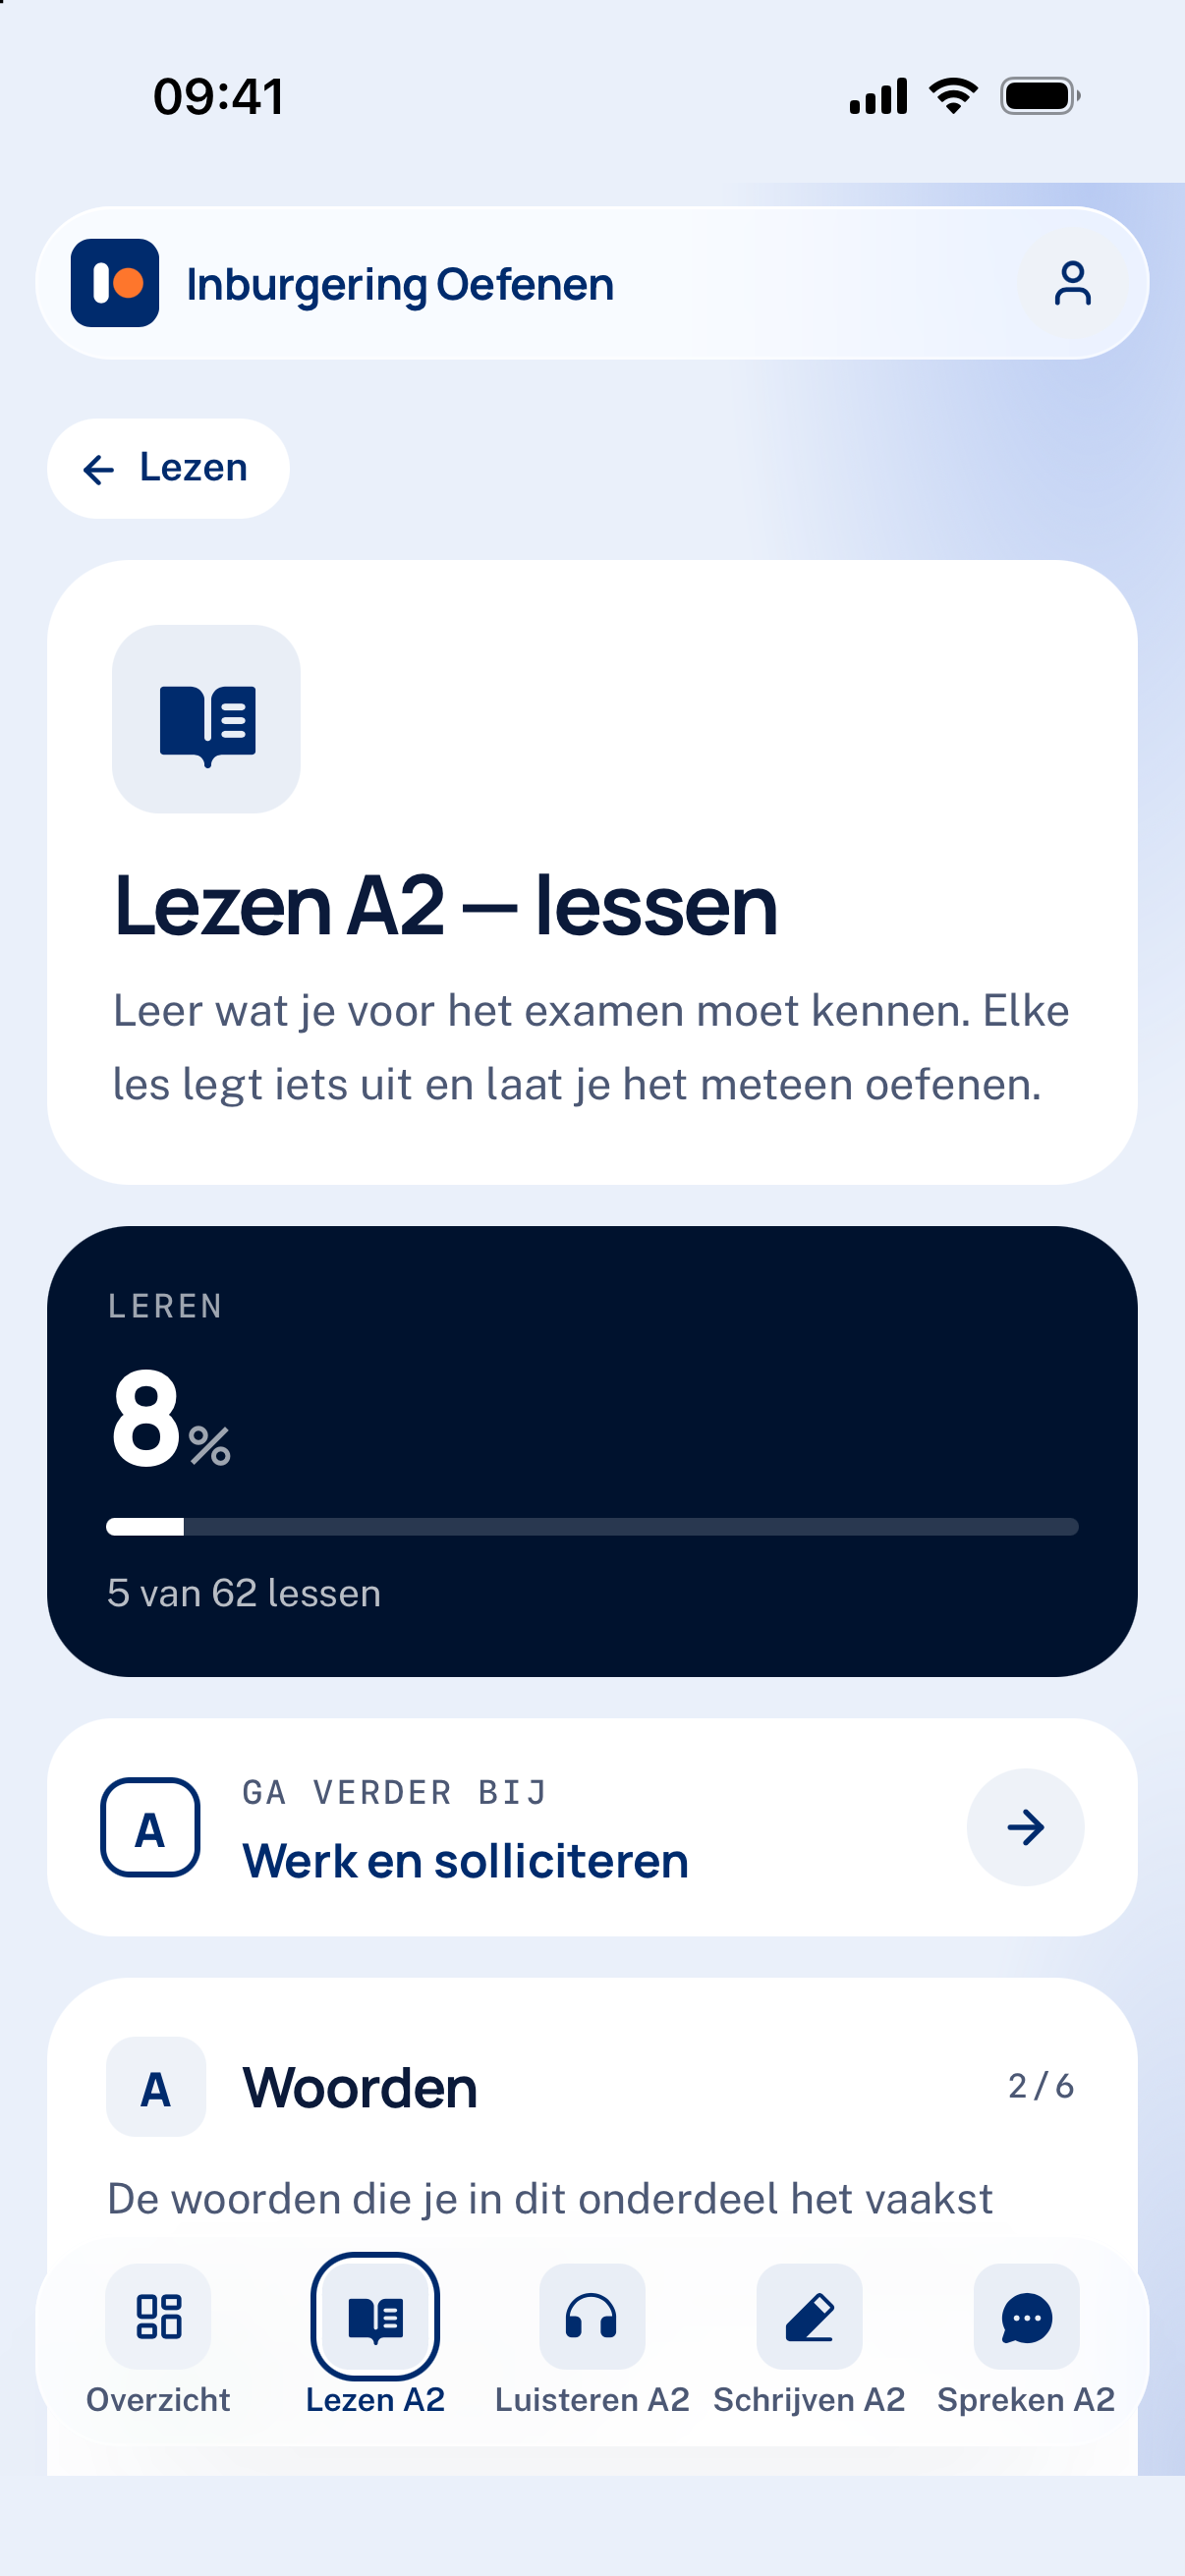 09:41
Inburgering Oefenen
Lezen
Lezen A2 — lessen
Leer wat je voor het examen moet kennen. Elke
les legt iets uit en laat je het meteen oefenen.
LEREN
8%
5 van 62 lessen
A
GA VERDER BIJ
Werk en solliciteren
A
Woorden
2/6
De woorden die je in dit onderdeel het vaakst
Overzicht
Lezen A2
Luisteren A2
Schrijven A2
Spreken A2